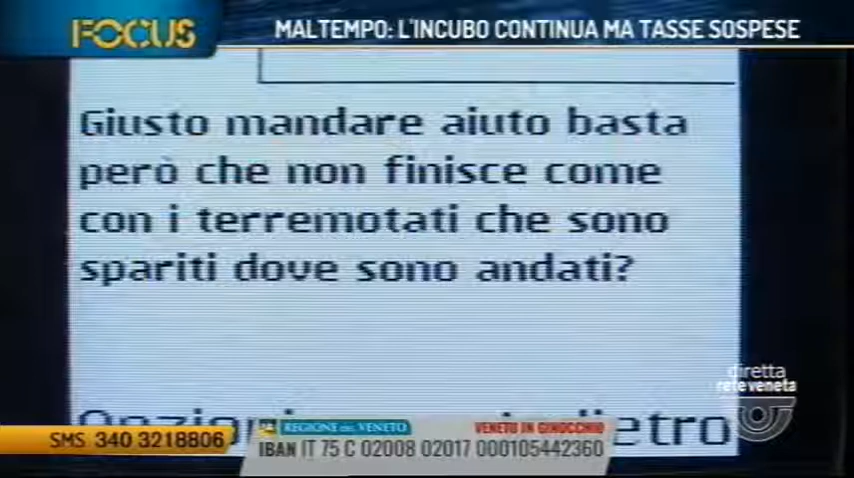 FOCUS
MALTEMPO: L'INCUBO CONTINUA MA TASSE SOSPESE
Giusto mandare aiuto basta
però che non finisce come
con i terremotati che sono
spariti dove sono andati?
diretta
reteveneta
SMS 340 3218806
REGIONE DEL VENETO
VENETO IN GINOCCHIO
IBAN IT 75 C 02008 02017 000105442360